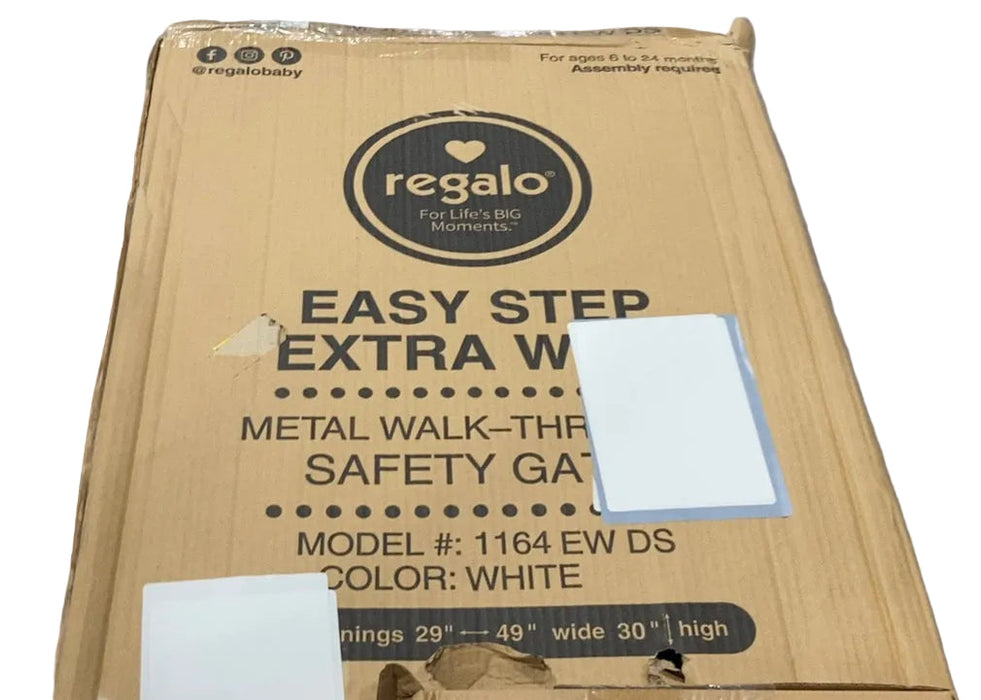 @regalobaby
For ages 6 to 24 months
Assembly required
regalo®
For Life's BIG
Moments.™
EASY STEP
EXTRA W
METAL WALK–THR
SAFETY GAT
MODEL #: 1164 EW DS
COLOR: WHITE
nings 29" 49" wide 30" high